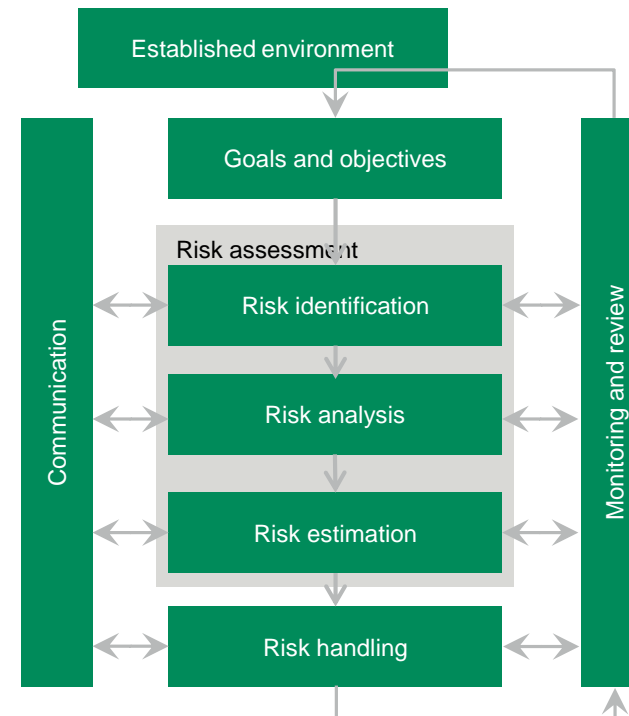 Established environment
Goals and objectives
Risk assessment
Risk identification
Risk analysis
Risk estimation
Risk handling
Communication
Monitoring and review